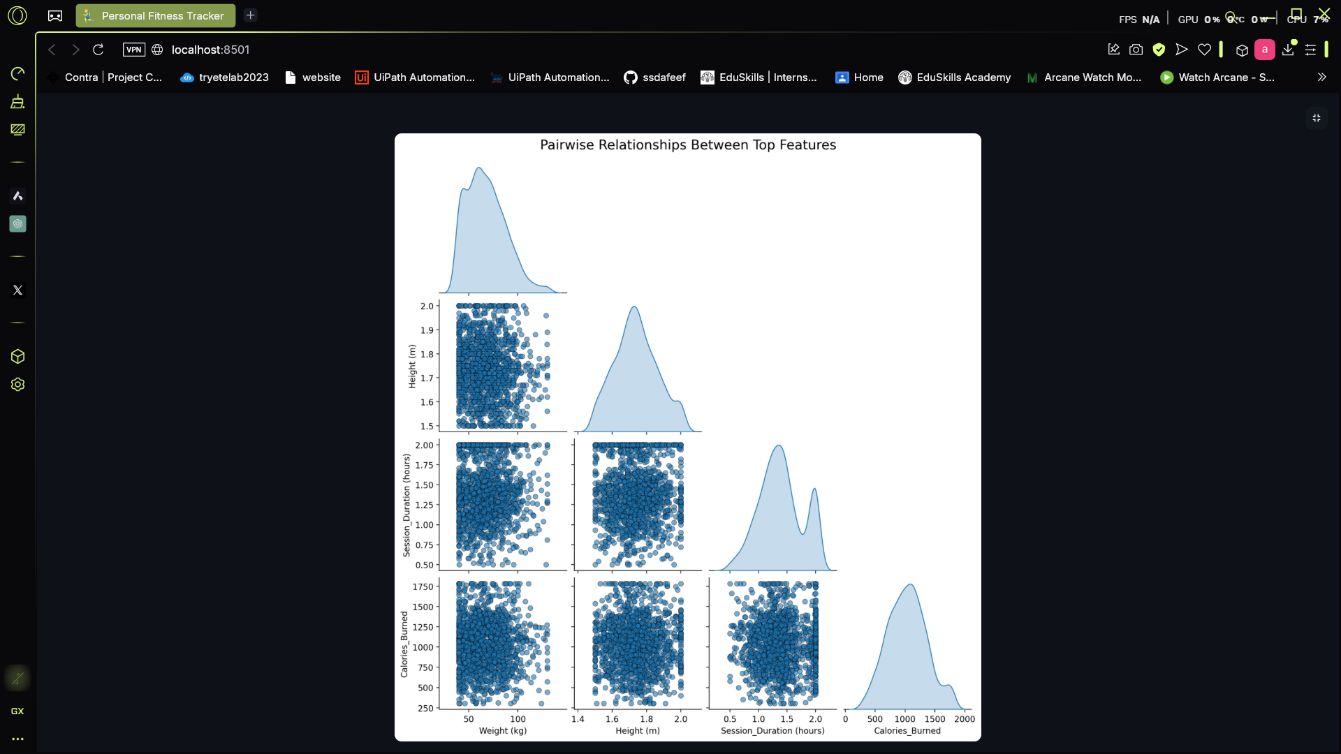 Personal Fitness Tracker
FPS N/A GPU 0% 0°C 0W CPU 7%
VPN localhost:8501 a
Contra | Project C... tryetelab2023 website Ui UiPath Automation... UiPath Automation... ssdafeef EduSkills | Interns... Home EduSkills Academy M Arcane Watch Mo... Watch Arcane - S... »
Pairwise Relationships Between Top Features
2.0
1.9
1.8
1.7
1.6
1.5
Height (m)
2.00
1.75
1.50
1.25
1.00
0.75
0.50
Session_Duration (hours)
1750
1500
1250
1000
750
500
250
Calories_Burned
50 100 1.4 1.6 1.8 2.0 0.5 1.0 1.5 2.0 0 500 1000 1500 2000
Weight (kg) Height (m) Session_Duration (hours) Calories_Burned
GX